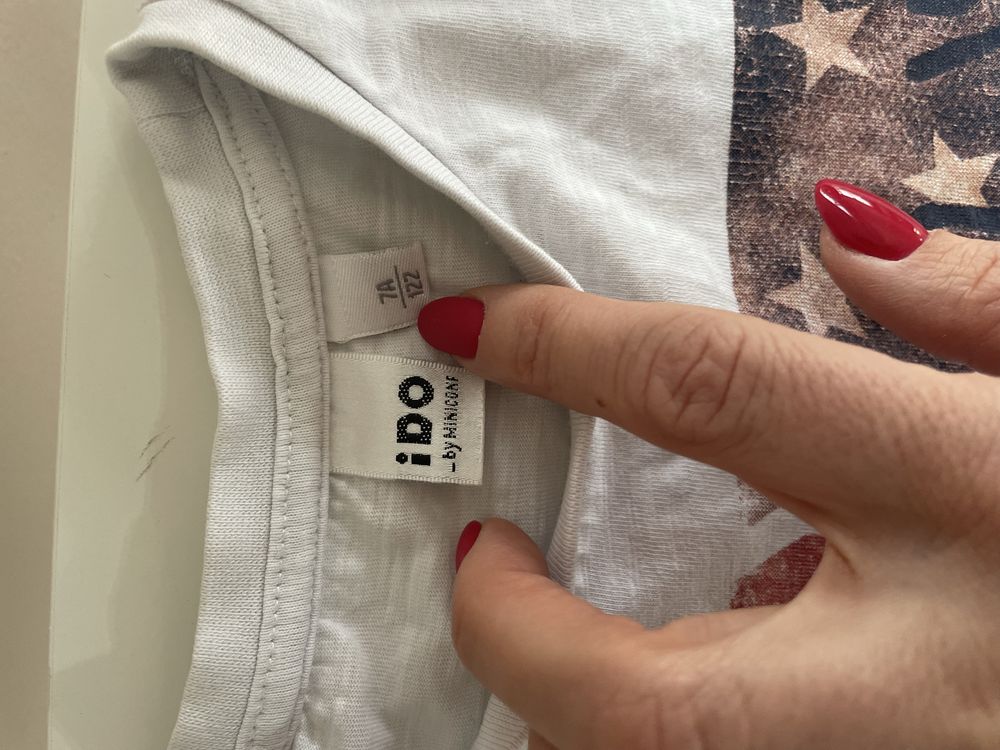 7A
122
iDO
_by MINICONF